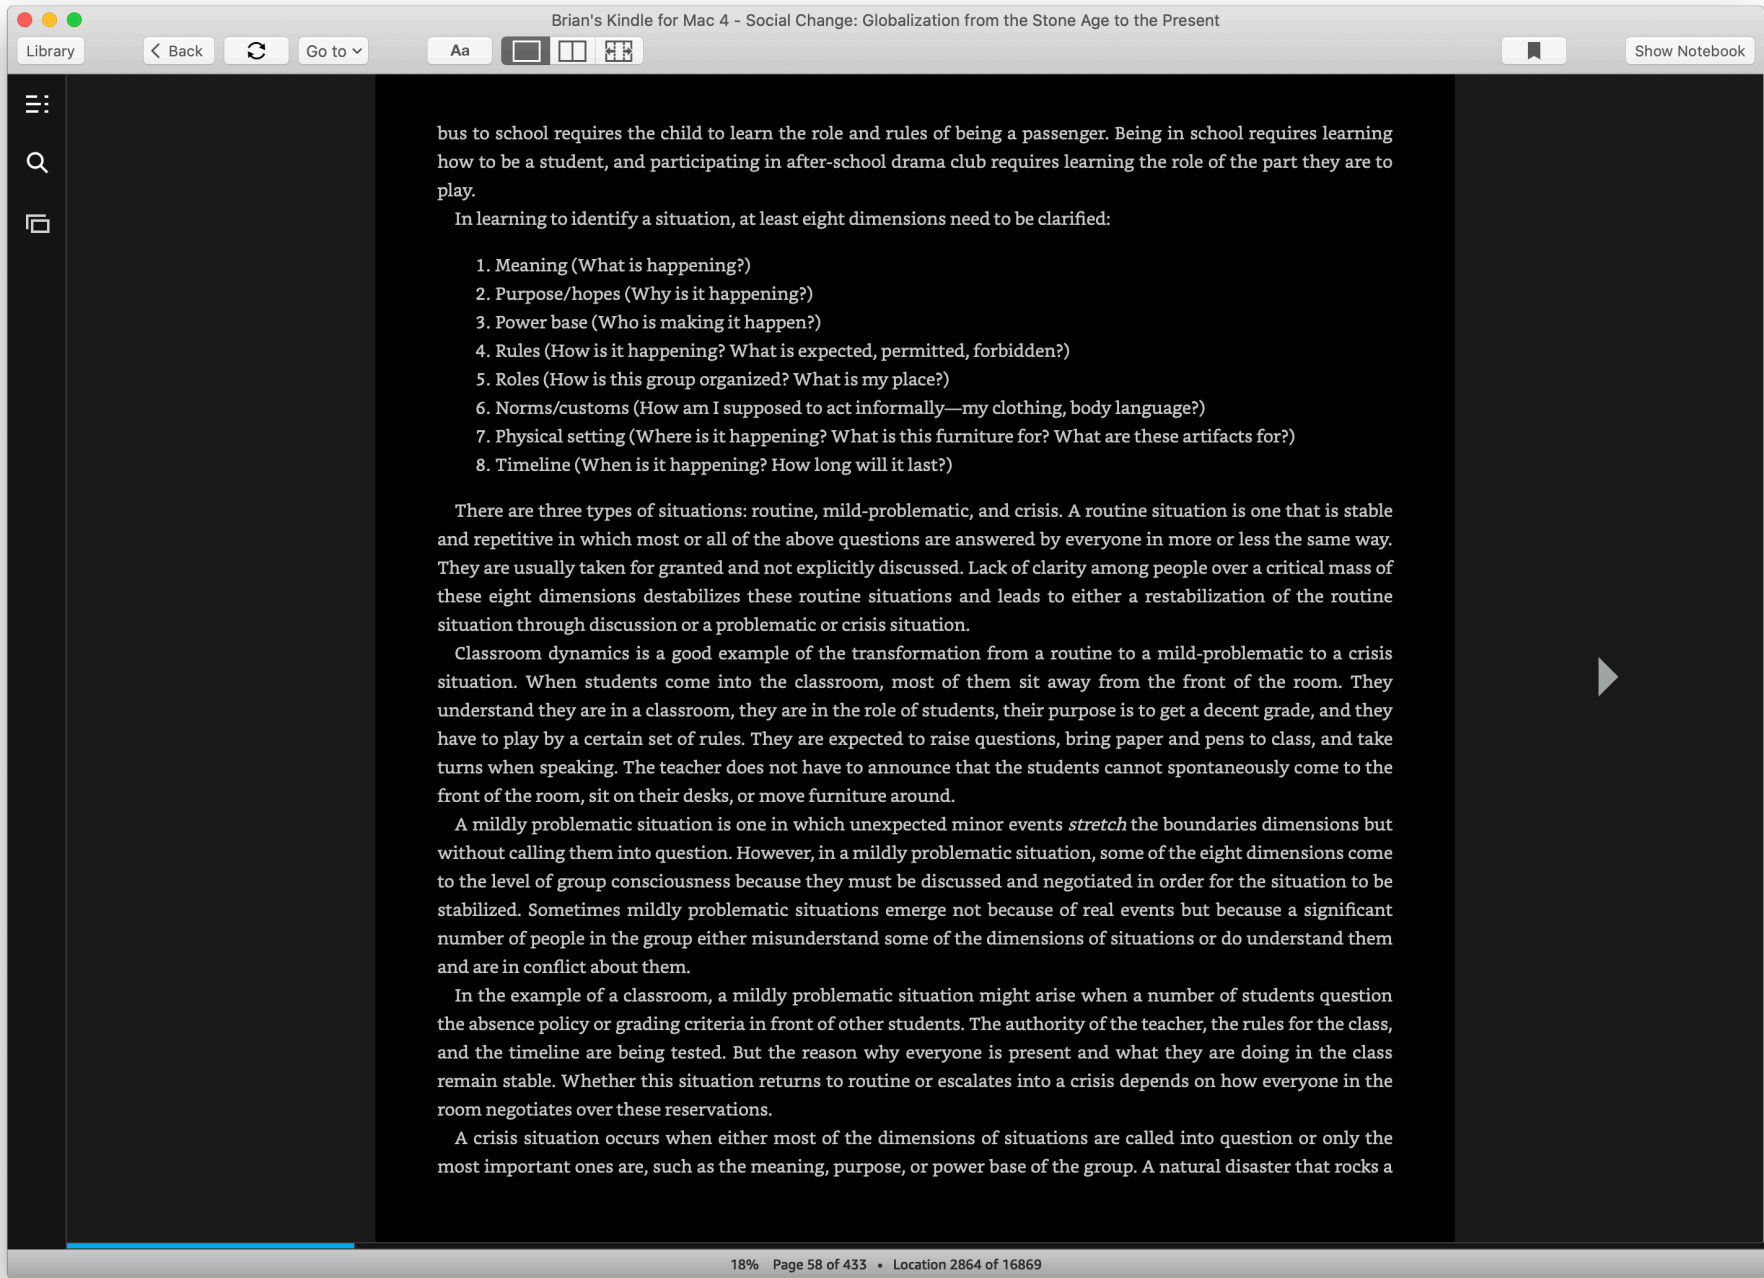 Brian's Kindle for Mac 4 - Social Change: Globalization from the Stone Age to the Present
Library
Back
Go to
Aa
Show Notebook
bus to school requires the child to learn the role and rules of being a passenger. Being in school requires learning
how to be a student, and participating in after-school drama club requires learning the role of the part they are to
play.
In learning to identify a situation, at least eight dimensions need to be clarified:
1. Meaning (What is happening?)
2. Purpose/hopes (Why is it happening?)
3. Power base (Who is making it happen?)
4. Rules (How is it happening? What is expected, permitted, forbidden?)
5. Roles (How is this group organized? What is my place?)
6. Norms/customs (How am I supposed to act informally—my clothing, body language?)
7. Physical setting (Where is it happening? What is this furniture for? What are these artifacts for?)
8. Timeline (When is it happening? How long will it last?)
There are three types of situations: routine, mild-problematic, and crisis. A routine situation is one that is stable
and repetitive in which most or all of the above questions are answered by everyone in more or less the same way.
They are usually taken for granted and not explicitly discussed. Lack of clarity among people over a critical mass of
these eight dimensions destabilizes these routine situations and leads to either a restabilization of the routine
situation through discussion or a problematic or crisis situation.
Classroom dynamics is a good example of the transformation from a routine to a mild-problematic to a crisis
situation. When students come into the classroom, most of them sit away from the front of the room. They
understand they are in a classroom, they are in the role of students, their purpose is to get a decent grade, and they
have to play by a certain set of rules. They are expected to raise questions, bring paper and pens to class, and take
turns when speaking. The teacher does not have to announce that the students cannot spontaneously come to the
front of the room, sit on their desks, or move furniture around.
A mildly problematic situation is one in which unexpected minor events stretch the boundaries dimensions but
without calling them into question. However, in a mildly problematic situation, some of the eight dimensions come
to the level of group consciousness because they must be discussed and negotiated in order for the situation to be
stabilized. Sometimes mildly problematic situations emerge not because of real events but because a significant
number of people in the group either misunderstand some of the dimensions of situations or do understand them
and are in conflict about them.
In the example of a classroom, a mildly problematic situation might arise when a number of students question
the absence policy or grading criteria in front of other students. The authority of the teacher, the rules for the class,
and the timeline are being tested. But the reason why everyone is present and what they are doing in the class
remain stable. Whether this situation returns to routine or escalates into a crisis depends on how everyone in the
room negotiates over these reservations.
A crisis situation occurs when either most of the dimensions of situations are called into question or only the
most important ones are, such as the meaning, purpose, or power base of the group. A natural disaster that rocks a
18% Page 58 of 433 • Location 2864 of 16869